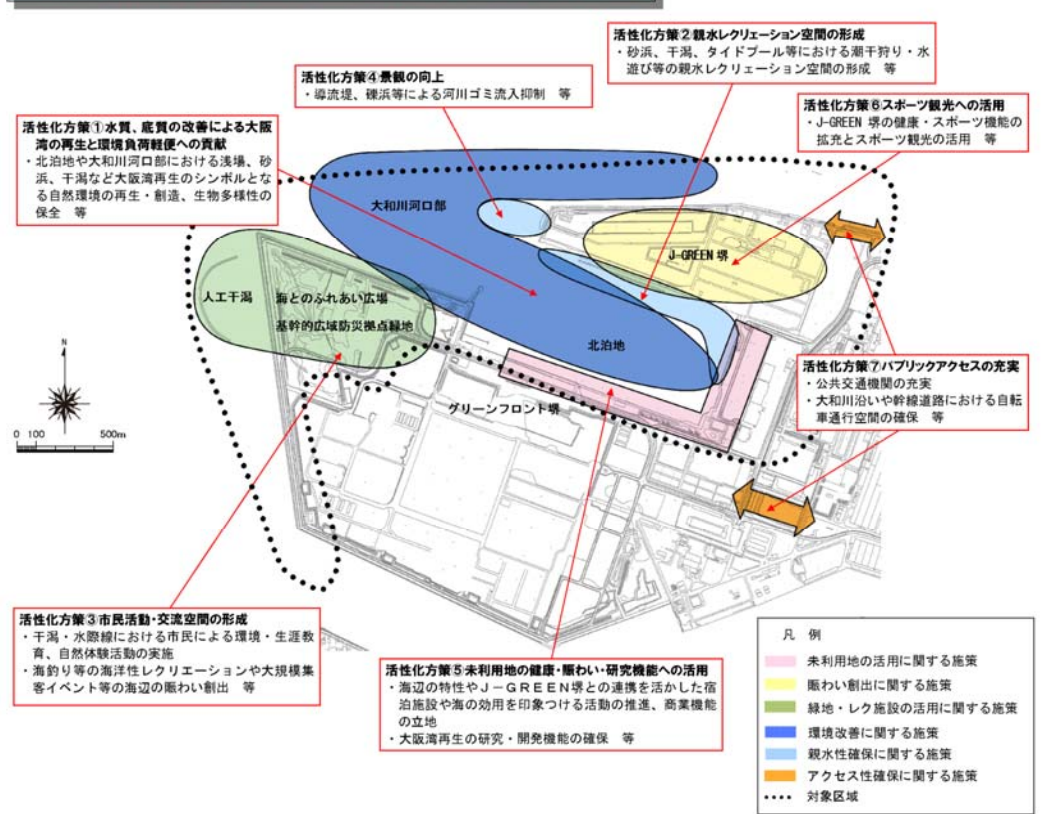 活性化方策②親水レクリェーション空間の形成
・砂浜、干潟、タイドプール等における潮干狩り・水
遊び等の親水レクリェーション空間の形成　等
活性化方策④景観の向上
・導流堤、礫浜等による河川ゴミ流入抑制　等
活性化方策⑥スポーツ観光への活用
・J-GREEN 堺の健康・スポーツ機能の
拡充とスポーツ観光の活用　等
活性化方策①水質、底質の改善による大阪
湾の再生と環境負荷軽便への貢献
・北泊地や大和川河口部における浅場、砂
浜、干潟など大阪湾再生のシンボルとな
る自然環境の再生・創造、生物多様性の
保全　等
大和川河口部
J-GREEN 堺
人工干潟
海とのふれあい広場
基幹的広域防災拠点緑地
北泊地
グリーンフロント堺
N
0 100 500m
活性化方策⑦パブリックアクセスの充実
・公共交通機関の充実
・大和川沿いや幹線道路における自転
車通行空間の確保　等
活性化方策③市民活動・交流空間の形成
・干潟・水際線における市民による環境・生涯教
育、自然体験活動の実施
・海釣り等の海洋性レクリエーションや大規模集
客イベント等の海辺の賑わい創出　等
活性化方策⑤未利用地の健康・賑わい・研究機能への活用
・海辺の特性やＪ－ＧＲＥＥＮ堺との連携を活かした宿
泊施設や海の効用を印象つける活動の推進、商業機能
の立地
・大阪湾再生の研究・開発機能の確保　等
凡　例
未利用地の活用に関する施策
賑わい創出に関する施策
緑地・レク施設の活用に関する施策
環境改善に関する施策
親水性確保に関する施策
アクセス性確保に関する施策
対象区域